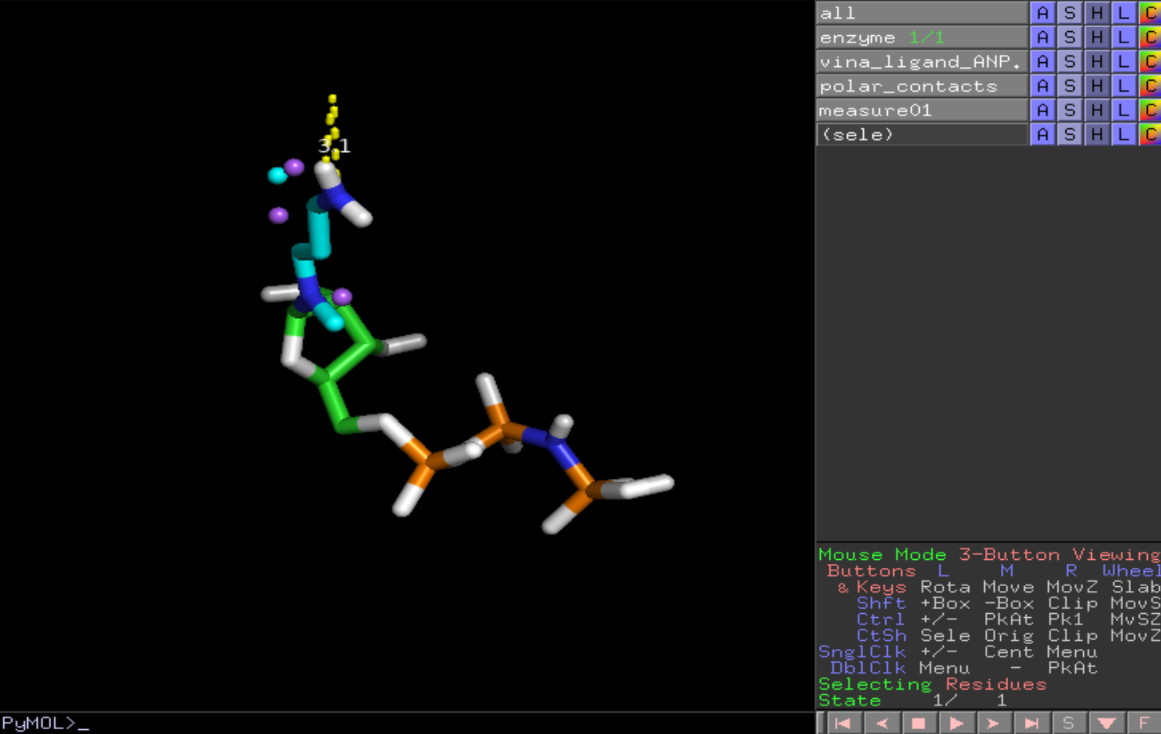 all A S H L C
enzyme 1/1 A S H L C
vina_ligand_ANP. A S H L C
polar_contacts A S H L C
measure01 A S H L C
(sele) A S H L C
3.1
Mouse Mode 3-Button Viewing
Buttons L M R Wheel
& Keys Rota Move MovZ Slab
Shft +Box -Box Clip MovS
Ctrl +/- PkAt Pk1 MvSZ
CtSh Sele Orig Clip MovZ
SnglClk +/- Cent Menu
DblClk Menu - PkAt
Selecting Residues
State 1/ 1
PyMOL>_
S F